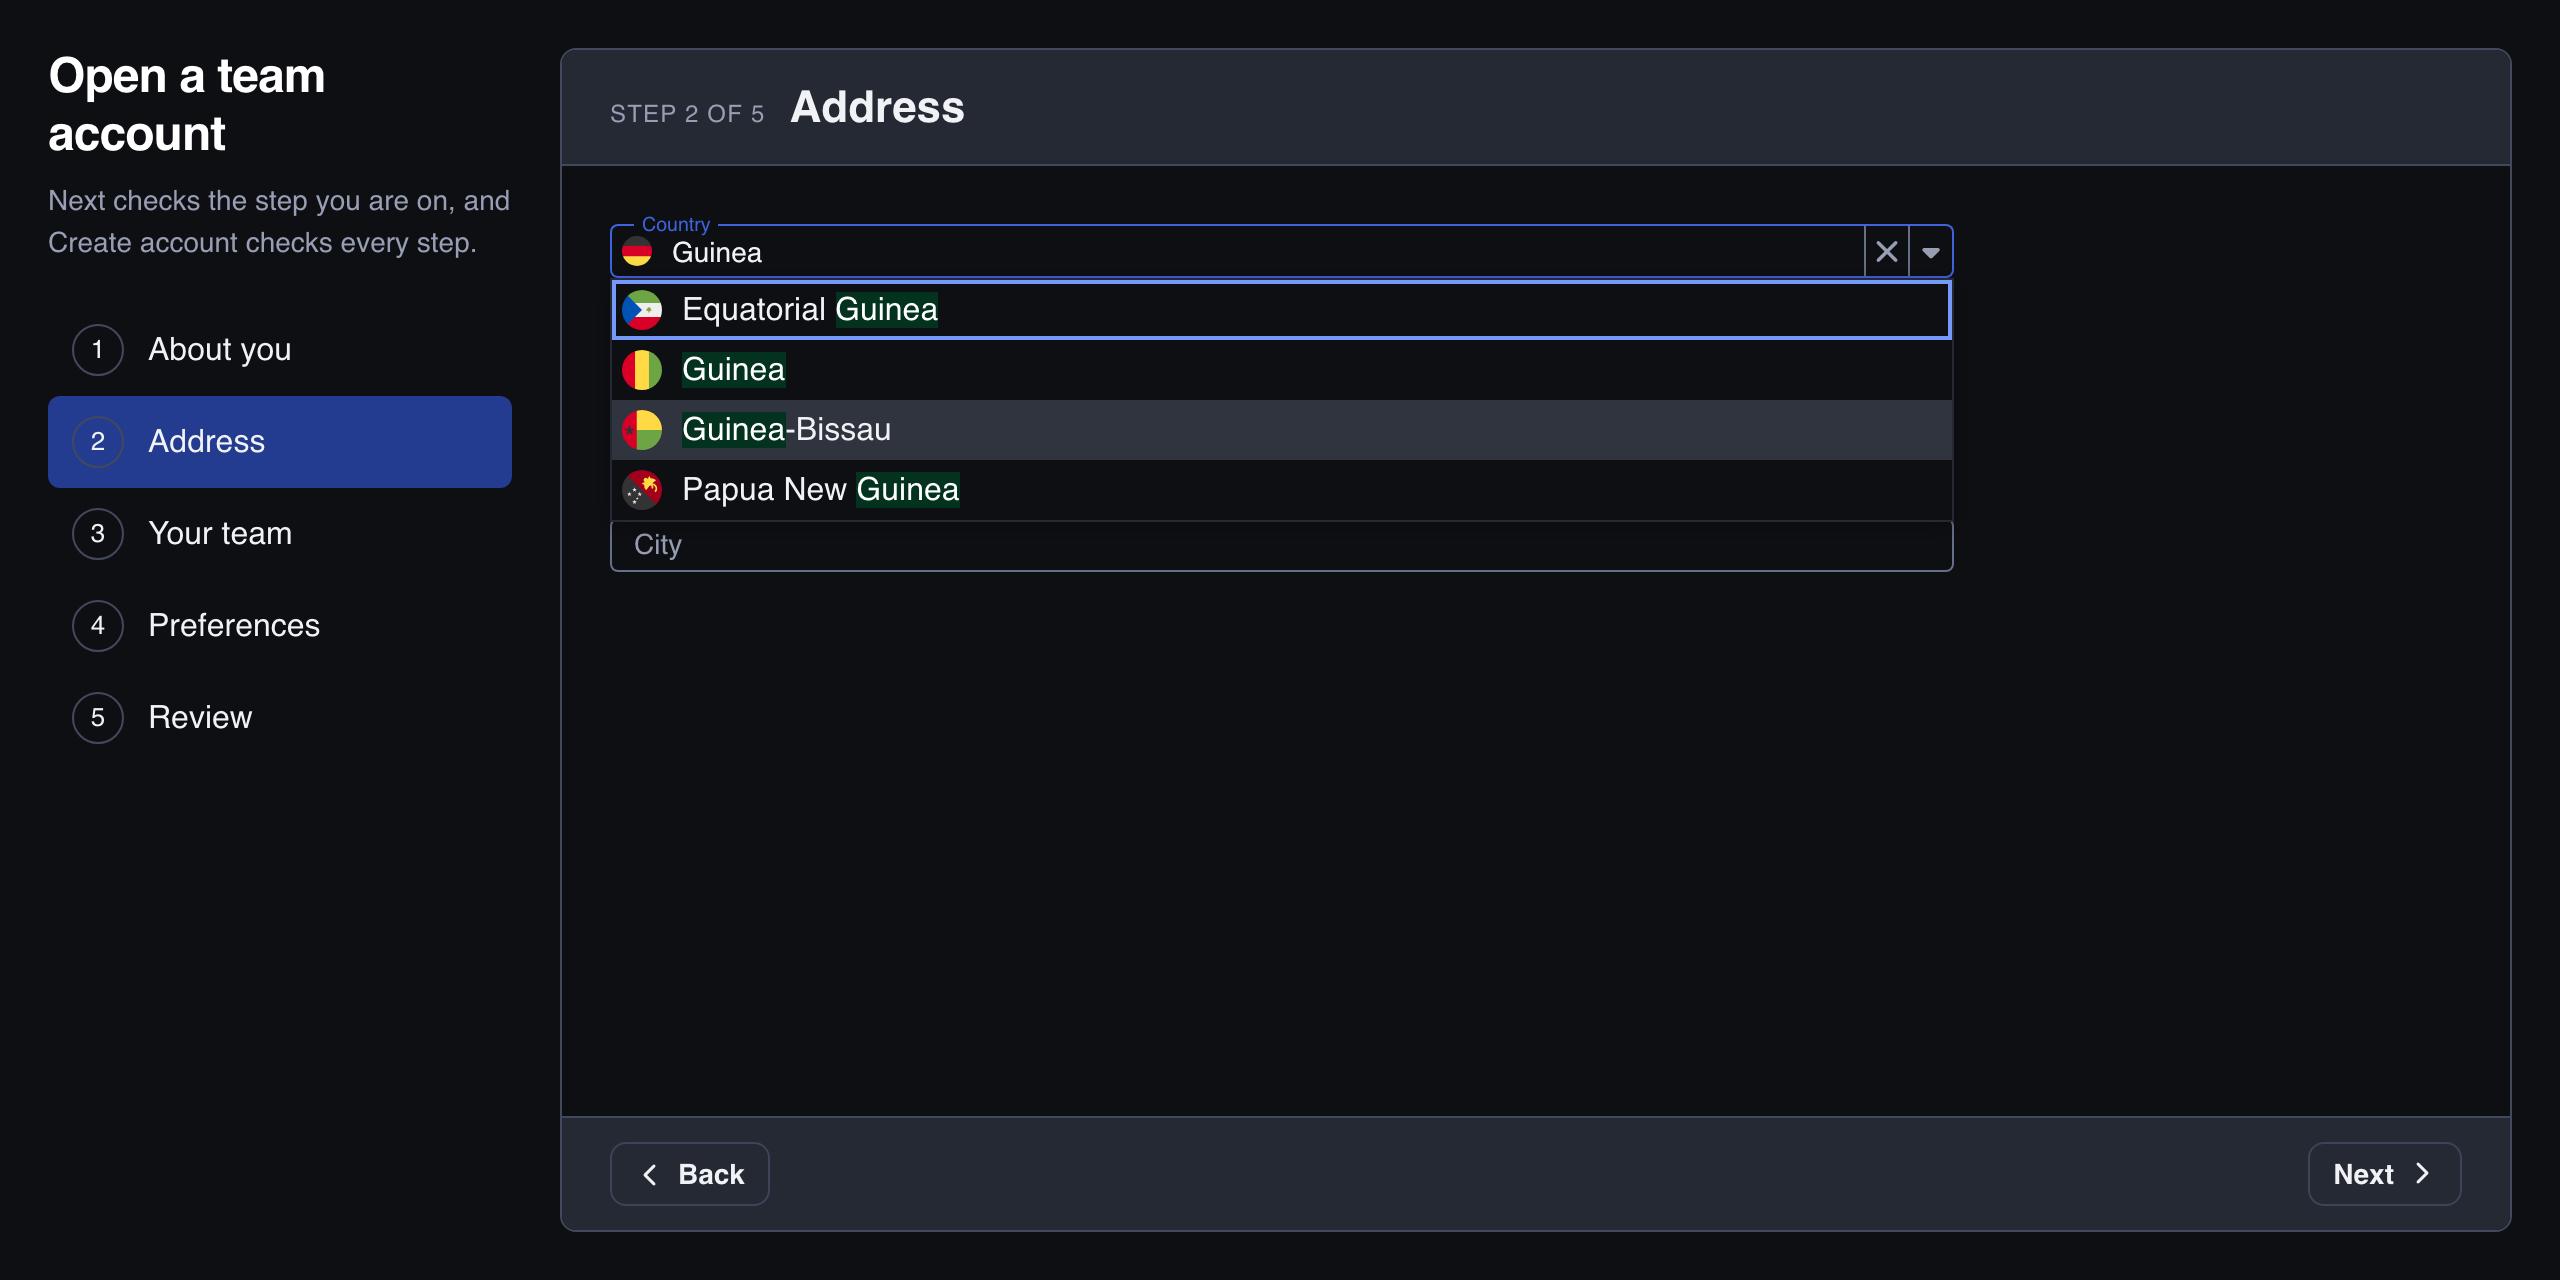 Open a team
account
Next checks the step you are on, and
Create account checks every step.
1 About you
2 Address
3 Your team
4 Preferences
5 Review
STEP 2 OF 5 Address
Country
Guinea
Equatorial Guinea
Guinea
Guinea-Bissau
Papua New Guinea
City
Back
Next